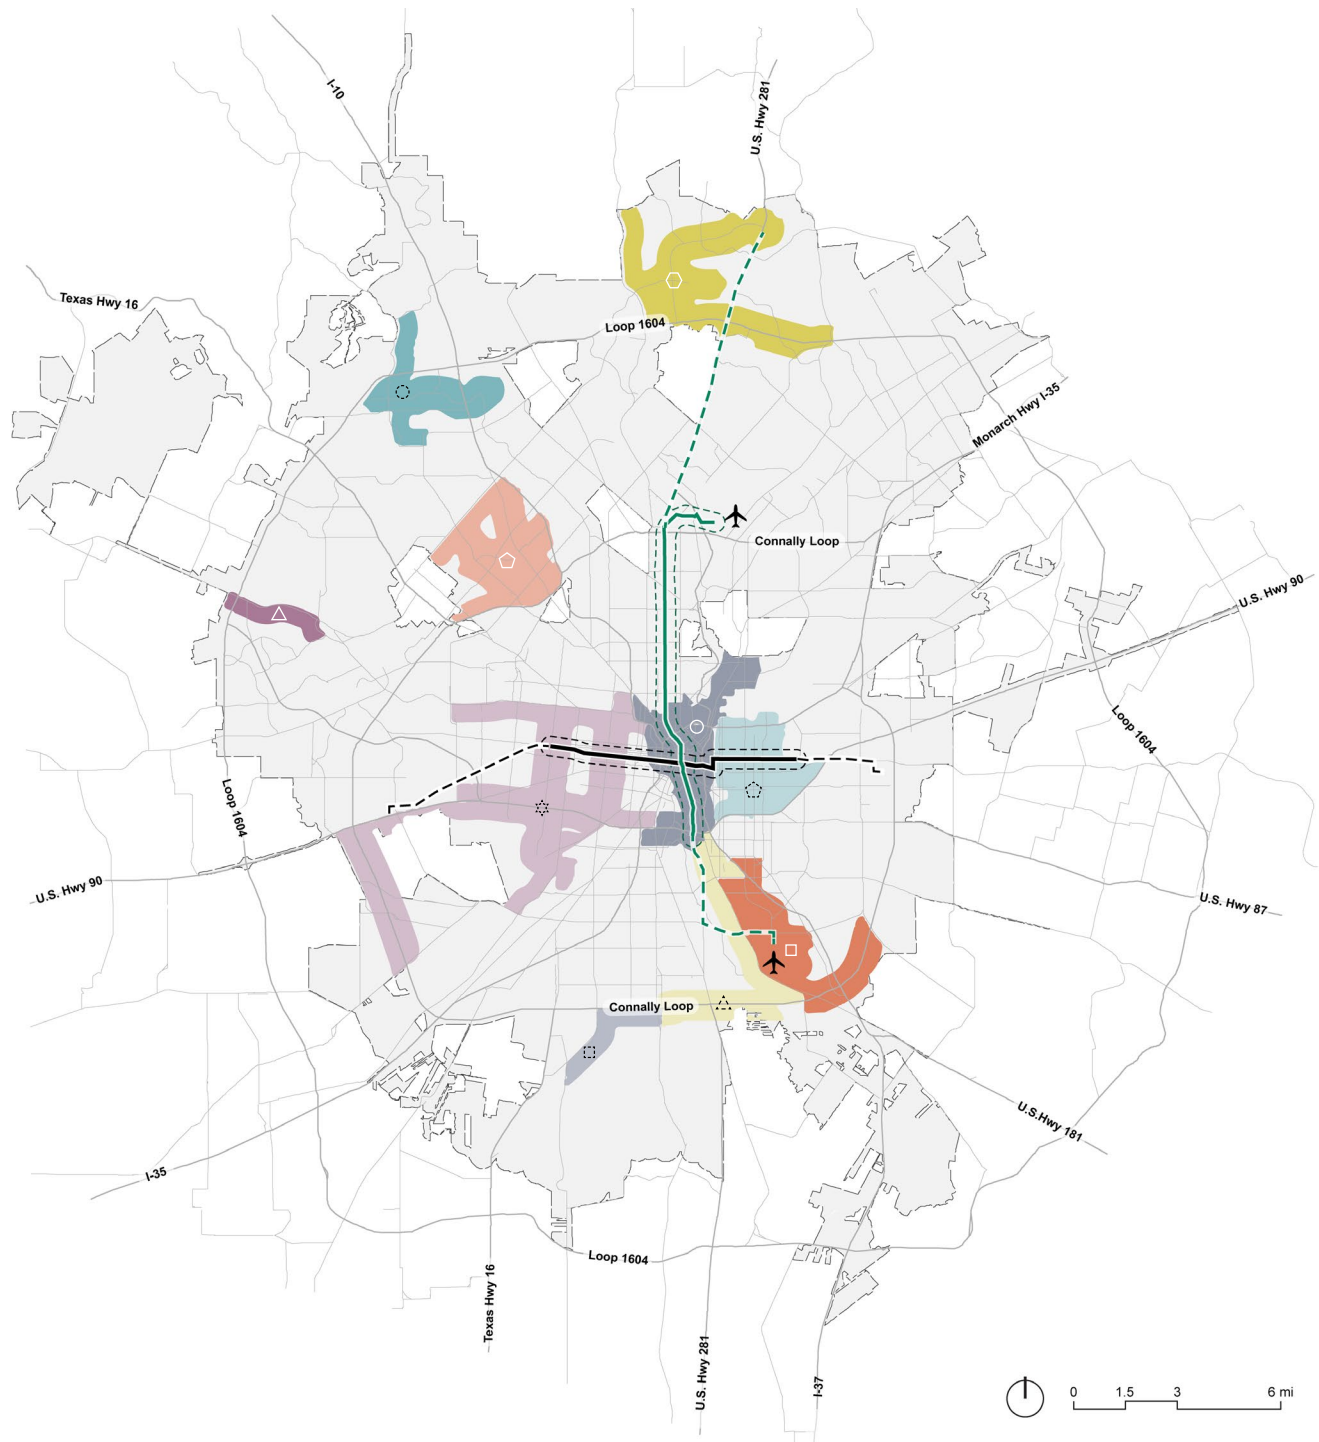 I-10
U.S. Hwy 281
Texas Hwy 16
Loop 1604
Monarch Hwy I-35
Connally Loop
U.S. Hwy 90
Loop 1604
Loop 1604
U.S. Hwy 90
U.S. Hwy 87
Connally Loop
U.S.Hwy 181
I-35
Loop 1604
Texas Hwy 16
U.S. Hwy 281
I-37
0 1.5 3 6 mi